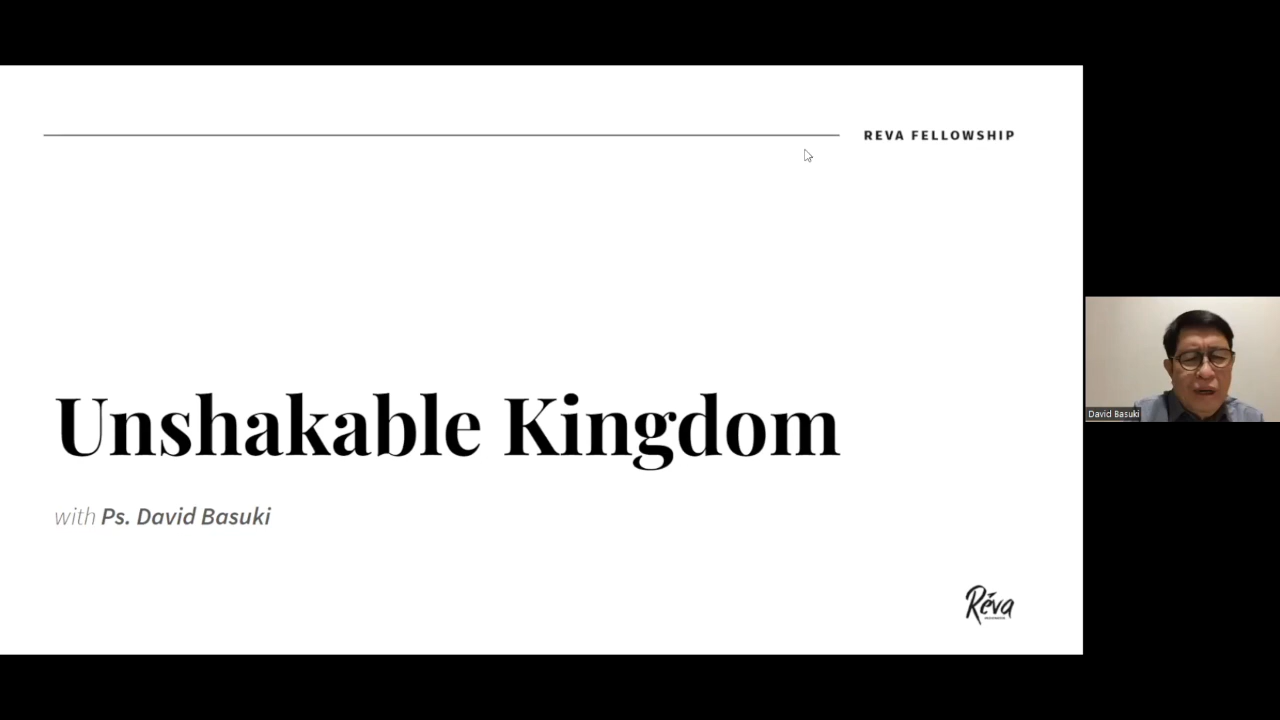 REVA FELLOWSHIP
Unshakable Kingdom
with Ps. David Basuki
Réva
David Basuki